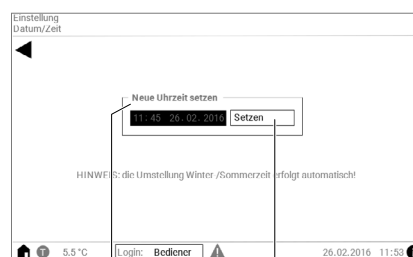 Einstellung
Datum/Zeit
Neue Uhrzeit setzen
11:45 26.02.2016 Setzen
HINWEIS: die Umstellung Winter-/Sommerzeit erfolgt automatisch!
T 5.5 °C Login: Bediener 26.02.2016 11:53